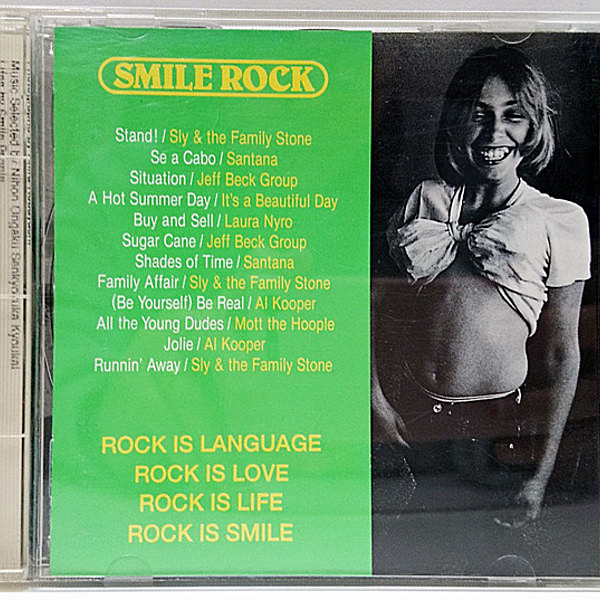 SMILE ROCK
Stand! / Sly & the Family Stone
Se a Cabo / Santana
Situation / Jeff Beck Group
A Hot Summer Day / It's a Beautiful Day
Buy and Sell / Laura Nyro
Sugar Cane / Jeff Beck Group
Shades of Time / Santana
Family Affair / Sly & the Family Stone
(Be Yourself) Be Real / Al Kooper
All the Young Dudes / Mott the Hoople
Jolie / Al Kooper
Runnin' Away / Sly & the Family Stone
ROCK IS LANGUAGE
ROCK IS LOVE
ROCK IS LIFE
ROCK IS SMILE